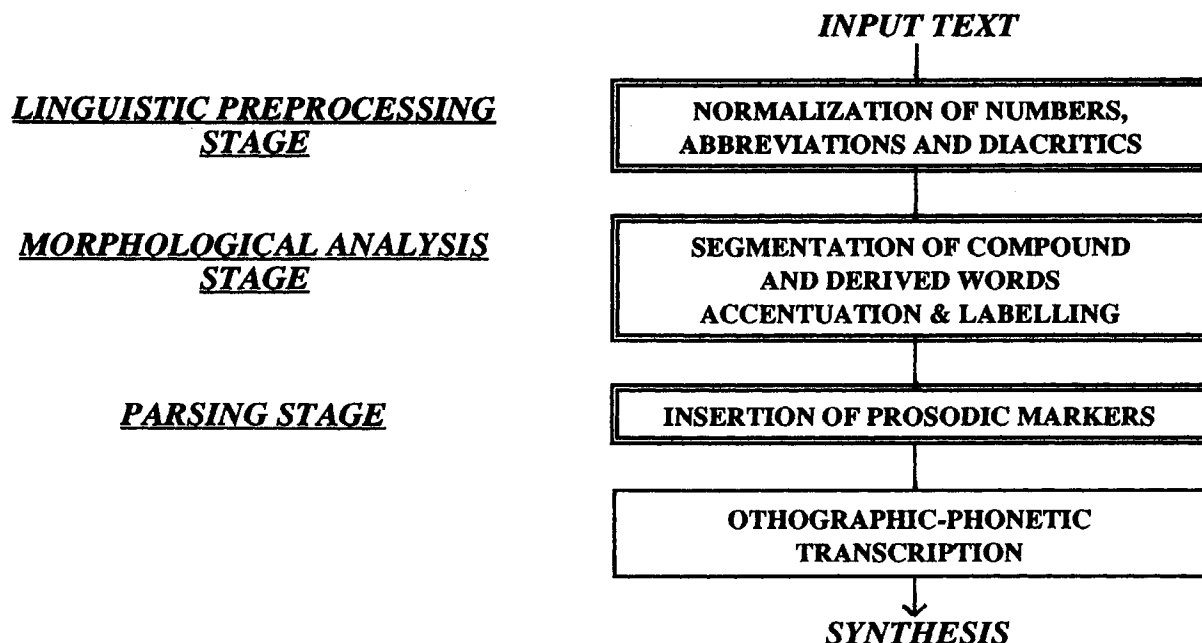 INPUT TEXT
LINGUISTIC PREPROCESSING
STAGE
NORMALIZATION OF NUMBERS,
ABBREVIATIONS AND DIACRITICS
MORPHOLOGICAL ANALYSIS
STAGE
SEGMENTATION OF COMPOUND
AND DERIVED WORDS
ACCENTUATION & LABELLING
PARSING STAGE
INSERTION OF PROSODIC MARKERS
OTHOGRAPHIC-PHONETIC
TRANSCRIPTION
SYNTHESIS